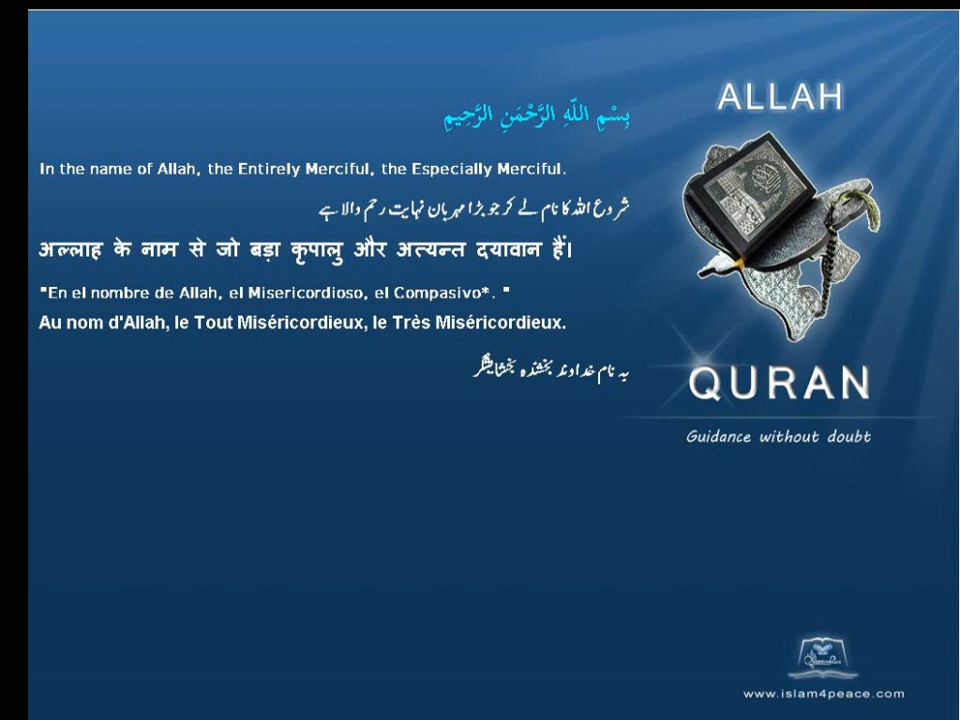 بِسْمِ اللّهِ الرَّحْمَنِ الرَّحِيمِ
In the name of Allah, the Entirely Merciful, the Especially Merciful.
شروع الله کا نام لے کر جو بڑا مہربان نہایت رحم والا ہے
अल्लाह के नाम से जो बड़ा कृपालु और अत्यन्त दयावान हैं।
"En el nombre de Allah, el Misericordioso, el Compasivo*. "
Au nom d'Allah, le Tout Miséricordieux, le Très Miséricordieux.
به نام خداوند بخشنده بخشایشگر
ALLAH
QURAN
Guidance without doubt
www.islam4peace.com